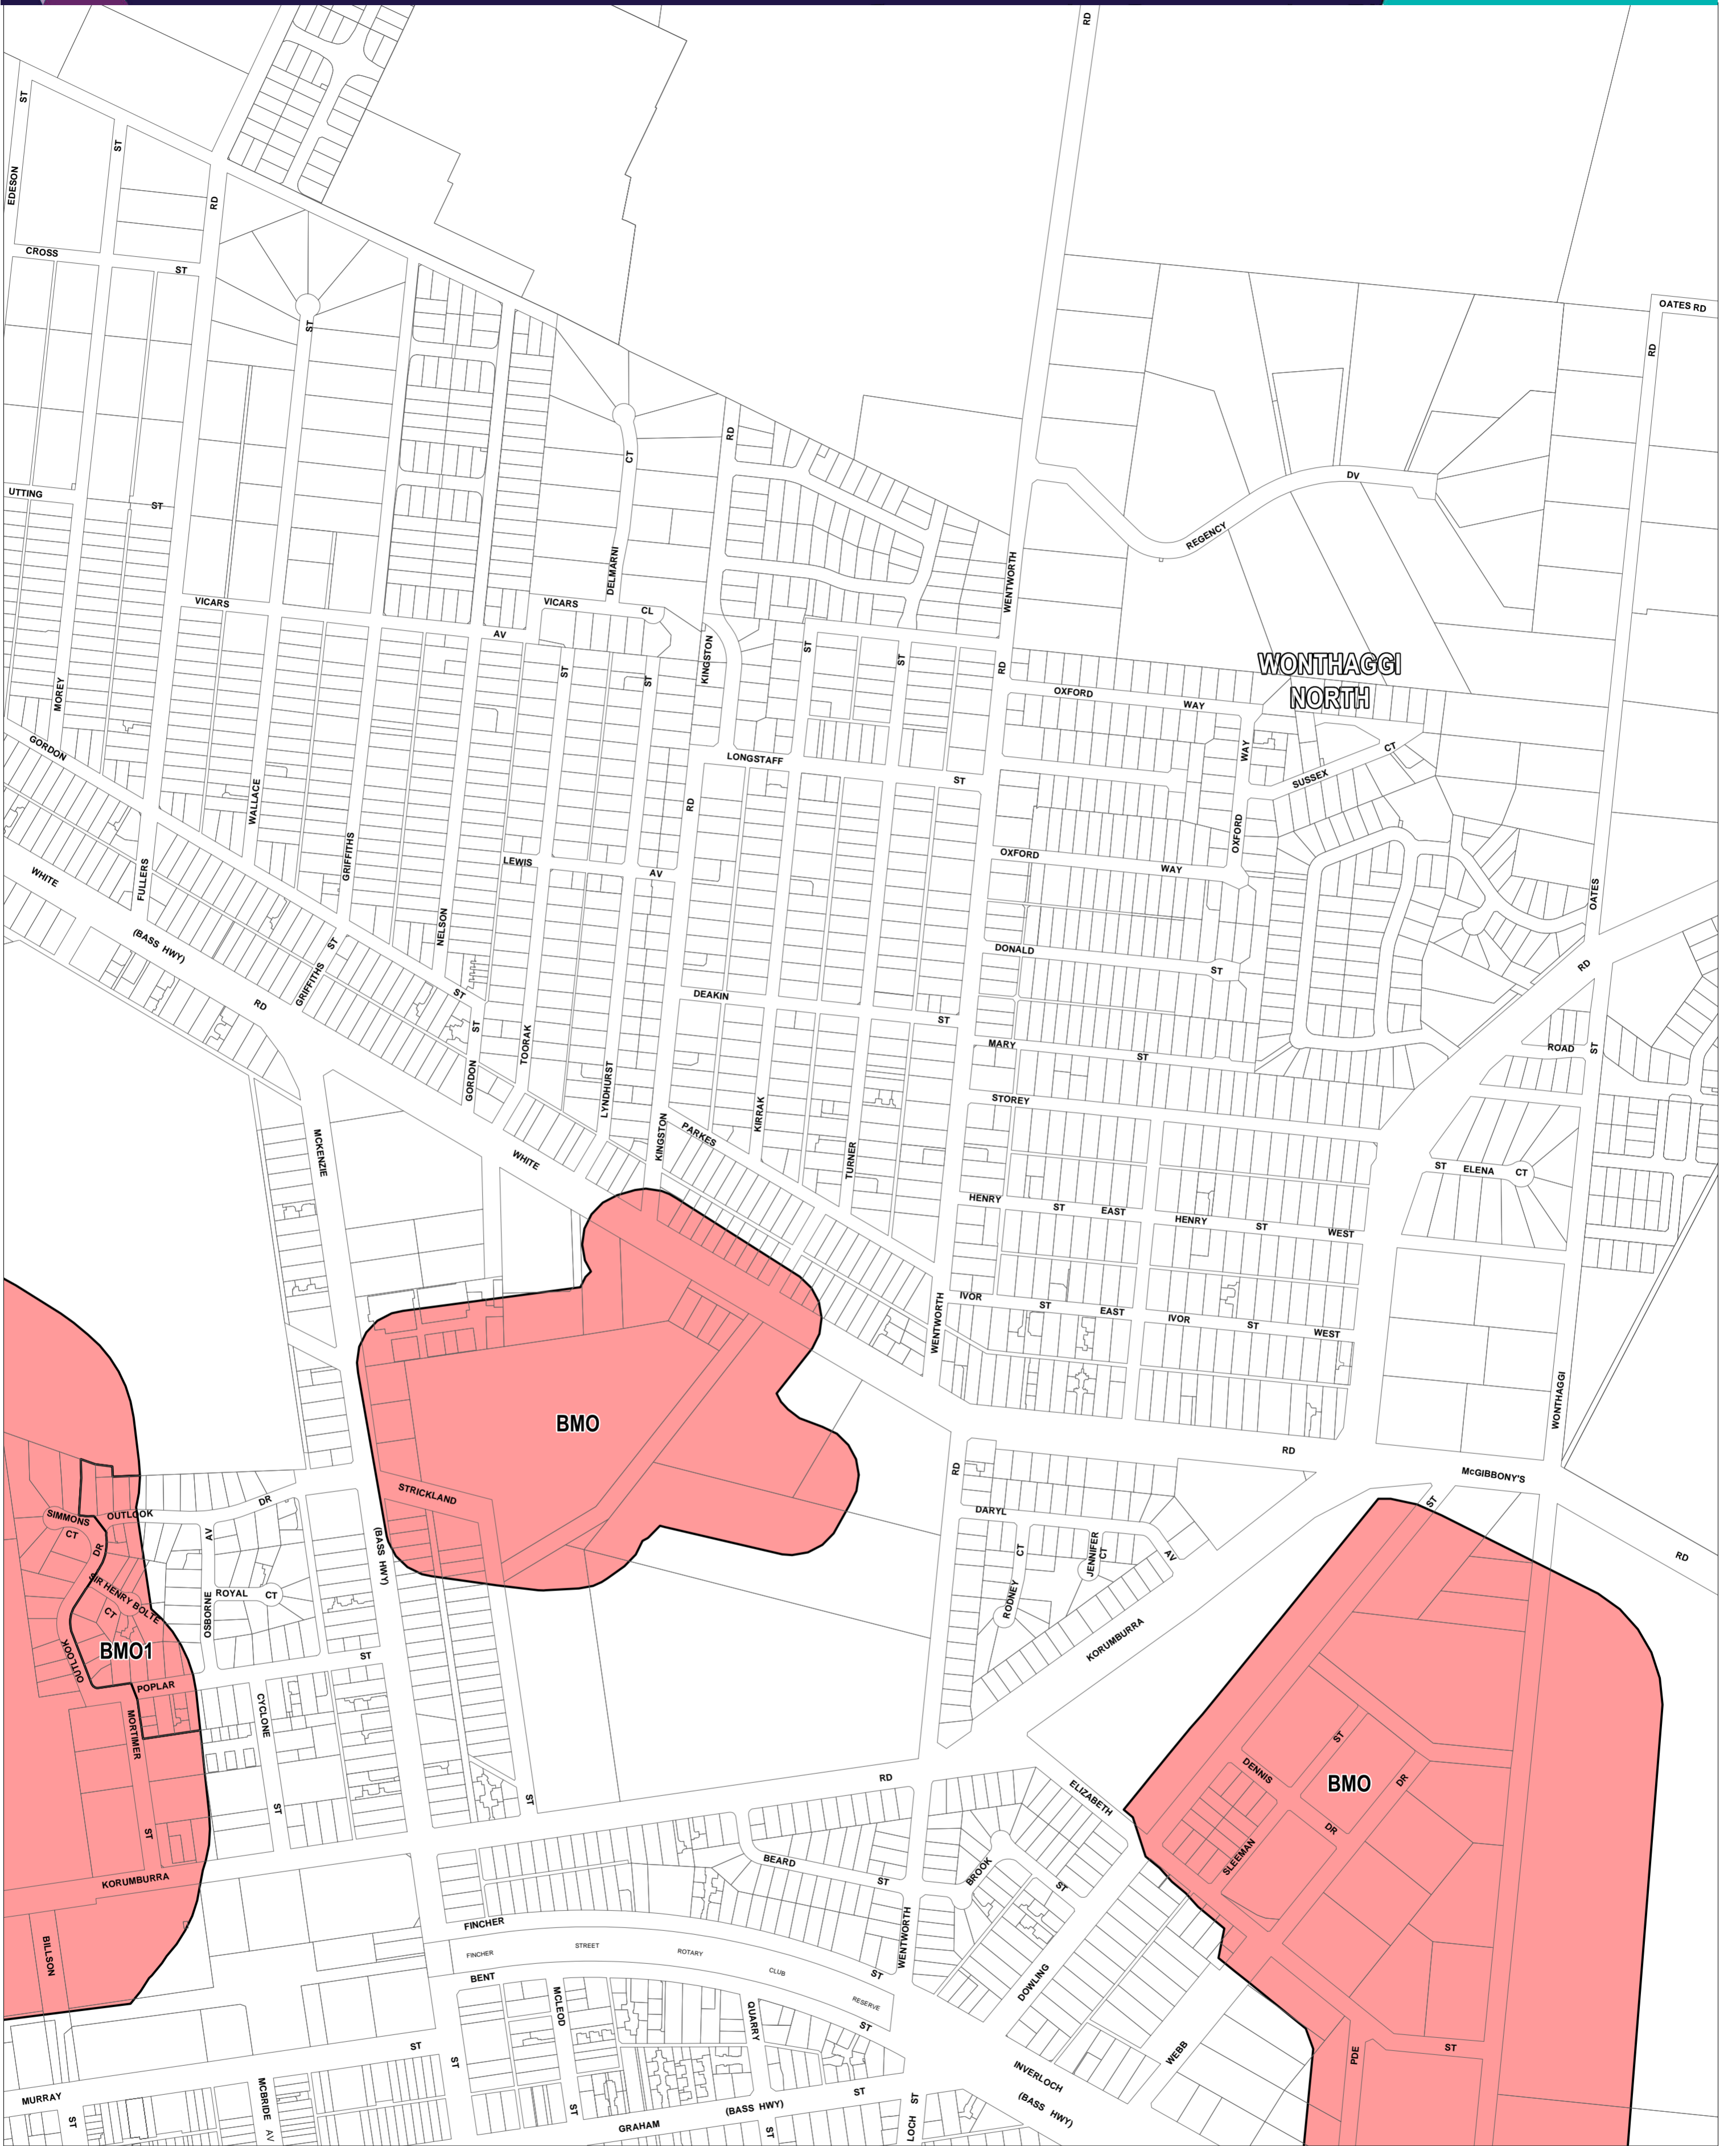 RD
ST
ST
EDESON
RD
CROSS
ST
OATES RD
ST
RD
RD
CT
DV
UTTING
ST
REGENCY
DELMARNI
WENTWORTH
VICARS
VICARS
CL
AV
KINGSTON
ST
ST
ST
ST
RD
WONTHAGGI
NORTH
MOREY
OXFORD
WAY
GORDON
WAY
CT
LONGSTAFF
ST
SUSSEX
WALLACE
RD
OXFORD
GRIFFITHS
LEWIS
AV
OXFORD
WAY
WHITE
FULLERS
OATES
NELSON
(BASS HWY)
ST
GRIFFITHS
DONALD
ST
RD
RD
ST
DEAKIN
ST
ST
TOORAK
GORDON
LYNDHURST
MARY
ST
ROAD
ST
STOREY
KIRRAK
MCKENZIE
KINGSTON
PARKES
TURNER
WHITE
ST
ELENA
CT
HENRY
ST
EAST
HENRY
ST
WEST
IVOR
ST
EAST
IVOR
ST
WEST
WENTWORTH
WONTHAGGI
BMO
RD
RD
McGIBBONY'S
STRICKLAND
ST
SIMMONS
CT
OUTLOOK
DR
AV
DR
DARYL
(BASS HWY)
CT
JENNIFER
CT
AV
RD
SIR HENRY BOLTE
CT
ROYAL
CT
OSBORNE
RODNEY
KORUMBURRA
BMO1
OUTLOOK
ST
POPLAR
MORTIMER
CYCLONE
ST
DENNIS
BMO
DR
RD
ELIZABETH
ST
ST
ST
DR
SLEEMAN
BEARD
ST
BROOK
ST
KORUMBURRA
FINCHER
WENTWORTH
BILLSON
FINCHER
STREET
ROTARY
CLUB
RESERVE
ST
BENT
MCLEOD
QUARRY
DOWLING
ST
ST
ST
WEBB
PDE
ST
INVERLOCH
(BASS HWY)
MURRAY
ST
MCBRIDE
AV
ST
ST
(BASS HWY)
GRAHAM
ST
LOCH
ST